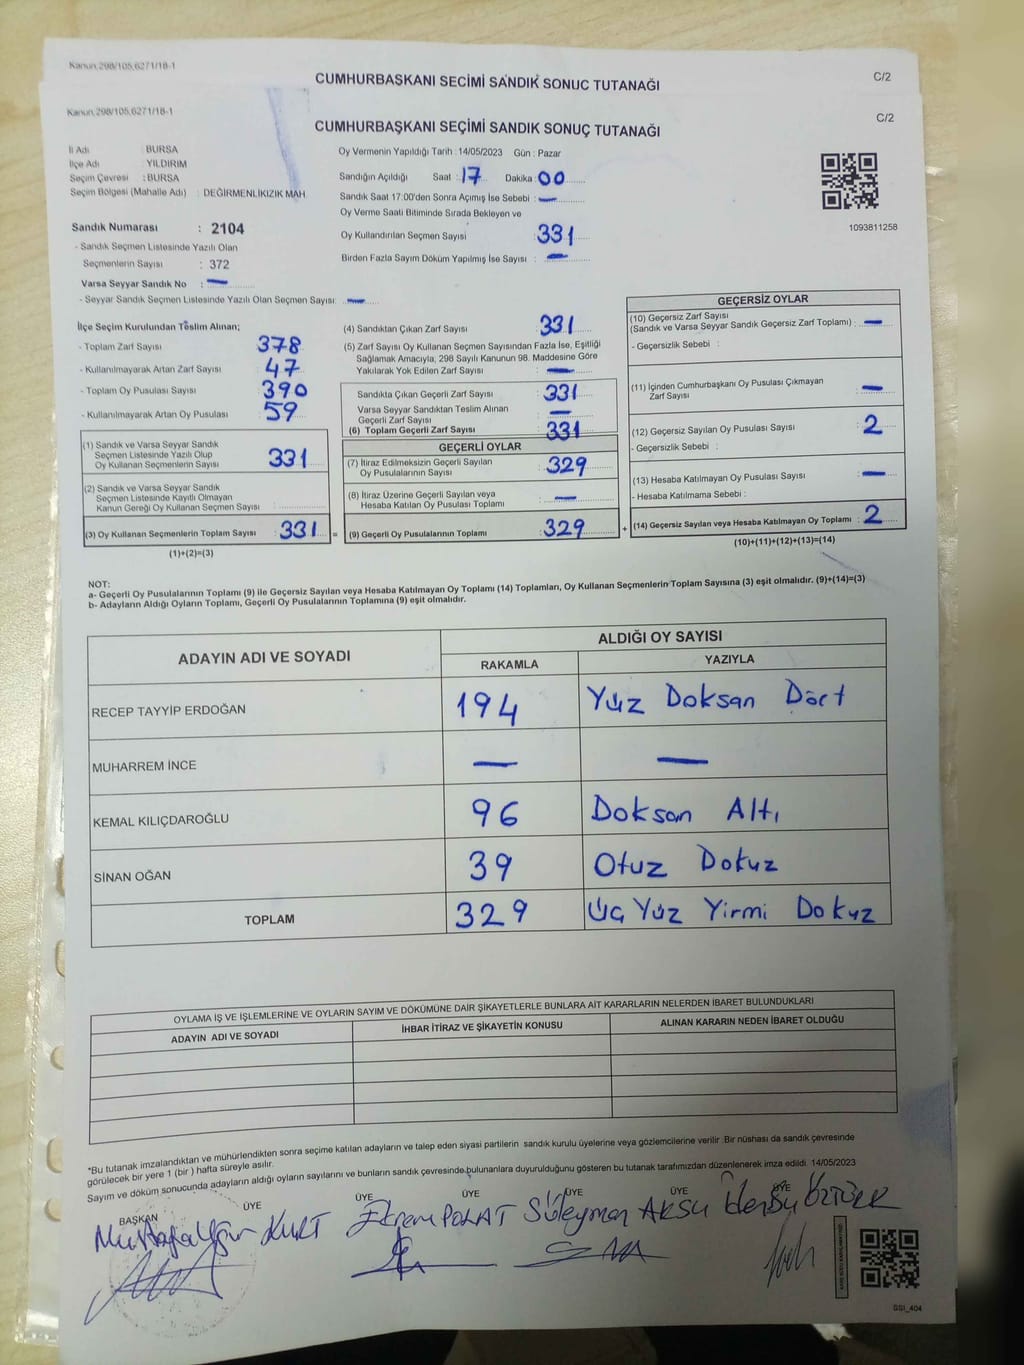 Kanun,298/105,6271/18-1
CUMHURBAŞKANI SECİMİ SANDIK SONUC TUTANAĞI
C/2
Kanun,298/105,6271/18-1
CUMHURBAŞKANI SEÇİMİ SANDIK SONUÇ TUTANAĞI
C/2
İl Adı : BURSA
İlçe Adı : YILDIRIM
Seçim Çevresi : BURSA
Seçim Bölgesi (Mahalle Adı) : DEĞİRMENLİKIZIK MAH
Oy Vermenin Yapıldığı Tarih : 14/05/2023 Gün : Pazar
Sandığın Açıldığı Saat : 17 Dakika : 00
Sandık Saat 17:00'den Sonra Açımış İse Sebebi : —
Oy Verme Saati Bitiminde Sırada Bekleyen ve
Oy Kullandırılan Seçmen Sayısı : 331
Birden Fazla Sayım Döküm Yapılmış İse Sayısı : —
1093811258
Sandık Numarası : 2104
- Sandık Seçmen Listesinde Yazılı Olan
Seçmenlerin Sayısı : 372
Varsa Seyyar Sandık No : —
- Seyyar Sandık Seçmen Listesinde Yazılı Olan Seçmen Sayısı: —
İlçe Seçim Kurulundan Teslim Alınan;
- Toplam Zarf Sayısı : 378
- Kullanılmayarak Artan Zarf Sayısı : 47
- Toplam Oy Pusulası Sayısı : 390
- Kullanılmayarak Artan Oy Pusulası : 59
(1) Sandık ve Varsa Seyyar Sandık
Seçmen Listesinde Yazılı Olup
Oy Kullanan Seçmenlerin Sayısı : 331
(2) Sandık ve Varsa Seyyar Sandık
Seçmen Listesinde Kayıtlı Olmayan
Kanun Gereği Oy Kullanan Seçmen Sayısı :
(3) Oy Kullanan Seçmenlerin Toplam Sayısı : 331 =
(1)+(2)=(3)
(4) Sandıktan Çıkan Zarf Sayısı : 331
(5) Zarf Sayısı Oy Kullanan Seçmen Sayısından Fazla İse, Eşitliği
Sağlamak Amacıyla, 298 Sayılı Kanunun 98. Maddesine Göre
Yakılarak Yok Edilen Zarf Sayısı : —
Sandıkta Çıkan Geçerli Zarf Sayısı : 331
Varsa Seyyar Sandıktan Teslim Alınan
Geçerli Zarf Sayısı : —
(6) Toplam Geçerli Zarf Sayısı : 331
GEÇERLİ OYLAR
(7) İtiraz Edilmeksizin Geçerli Sayılan
Oy Pusulalarının Sayısı : 329
(8) İtiraz Üzerine Geçerli Sayılan veya
Hesaba Katılan Oy Pusulası Toplamı : —
(9) Geçerli Oy Pusulalarının Toplamı : 329 +
GEÇERSİZ OYLAR
(10) Geçersiz Zarf Sayısı
(Sandık ve Varsa Seyyar Sandık Geçersiz Zarf Toplamı) : —
- Geçersizlik Sebebi :
(11) İçinden Cumhurbaşkanı Oy Pusulası Çıkmayan
Zarf Sayısı : —
(12) Geçersiz Sayılan Oy Pusulası Sayısı : 2
- Geçersizlik Sebebi :
(13) Hesaba Katılmayan Oy Pusulası Sayısı : —
- Hesaba Katılmama Sebebi :
(14) Geçersiz Sayılan veya Hesaba Katılmayan Oy Toplamı : 2
(10)+(11)+(12)+(13)=(14)
NOT:
a- Geçerli Oy Pusulalarının Toplamı (9) ile Geçersiz Sayılan veya Hesaba Katılmayan Oy Toplamı (14) Toplamları, Oy Kullanan Seçmenlerin Toplam Sayısına (3) eşit olmalıdır. (9)+(14)=(3)
b- Adayların Aldığı Oyların Toplamı, Geçerli Oy Pusulalarının Toplamına (9) eşit olmalıdır.
ADAYIN ADI VE SOYADI
ALDIĞI OY SAYISI
RAKAMLA YAZIYLA
RECEP TAYYİP ERDOĞAN 194 Yüz Doksan Dört
MUHARREM İNCE — —
KEMAL KILIÇDAROĞLU 96 Doksan Altı
SİNAN OĞAN 39 Otuz Dokuz
TOPLAM 329 Üç Yüz Yirmi Dokuz
OYLAMA İŞ VE İŞLEMLERİNE VE OYLARIN SAYIM VE DÖKÜMÜNE DAİR ŞİKAYETLERLE BUNLARA AİT KARARLARIN NELERDEN İBARET BULUNDUKLARI
ADAYIN ADI VE SOYADI İHBAR İTİRAZ VE ŞİKAYETİN KONUSU ALINAN KARARIN NEDEN İBARET OLDUĞU
*Bu tutanak imzalandıktan ve mühürlendikten sonra seçime katılan adayların ve talep eden siyasi partilerin sandık kurulu üyelerine veya gözlemcilerine verilir .Bir nüshası da sandık çevresinde
görülecek bir yere 1 (bir ) hafta süreyle asılır.
Sayım ve döküm sonucunda adayların aldığı oyların sayılarını ve bunların sandık çevresinde bulunanlara duyurulduğunu gösteren bu tutanak tarafımızdan düzenlenerek imza edildi. 14/05/2023
BAŞKAN ÜYE ÜYE ÜYE ÜYE ÜYE ÜYE
Mustafa Uğur KURT Ekrem POLAT Süleyman AKSU İlknur ÖZTÜRK
SSI_404